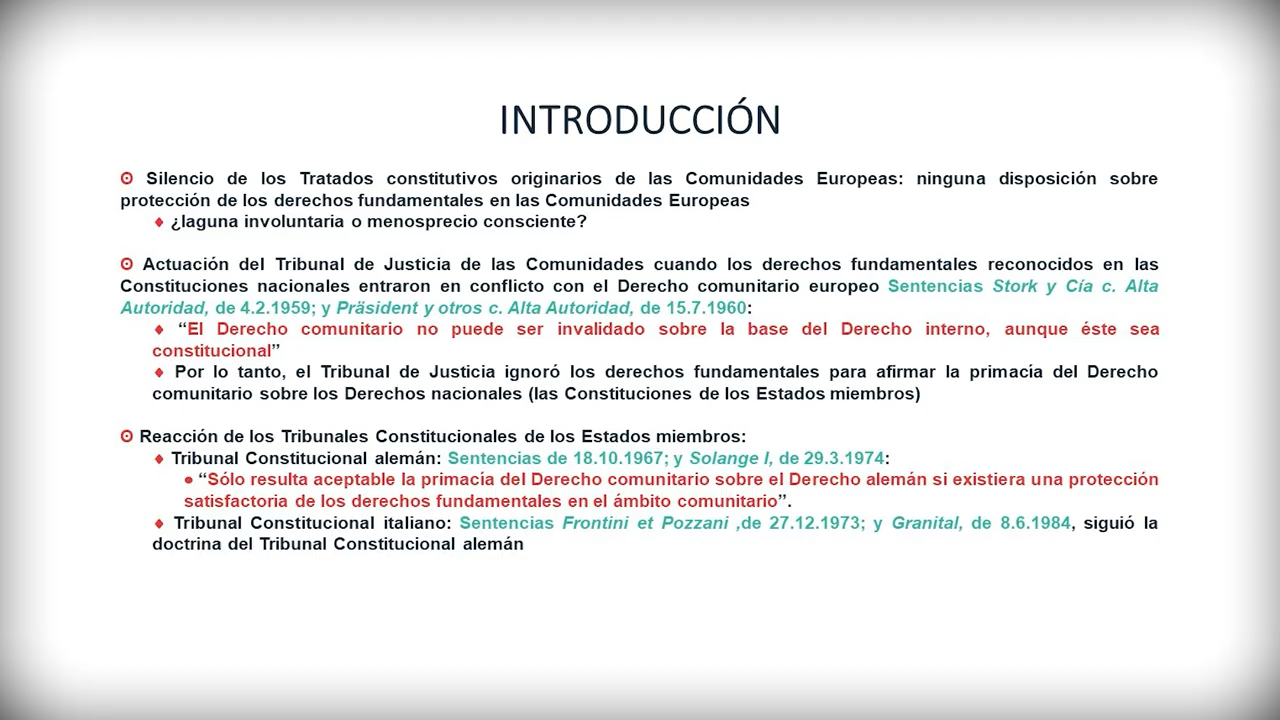 INTRODUCCIÓN
⊙ Silencio de los Tratados constitutivos originarios de las Comunidades Europeas: ninguna disposición sobre
protección de los derechos fundamentales en las Comunidades Europeas
♦ ¿laguna involuntaria o menosprecio consciente?
⊙ Actuación del Tribunal de Justicia de las Comunidades cuando los derechos fundamentales reconocidos en las
Constituciones nacionales entraron en conflicto con el Derecho comunitario europeo Sentencias Stork y Cía c. Alta
Autoridad, de 4.2.1959; y Präsident y otros c. Alta Autoridad, de 15.7.1960:
♦ “El Derecho comunitario no puede ser invalidado sobre la base del Derecho interno, aunque éste sea
constitucional”
♦ Por lo tanto, el Tribunal de Justicia ignoró los derechos fundamentales para afirmar la primacía del Derecho
comunitario sobre los Derechos nacionales (las Constituciones de los Estados miembros)
⊙ Reacción de los Tribunales Constitucionales de los Estados miembros:
♦ Tribunal Constitucional alemán: Sentencias de 18.10.1967; y Solange I, de 29.3.1974:
● “Sólo resulta aceptable la primacía del Derecho comunitario sobre el Derecho alemán si existiera una protección
satisfactoria de los derechos fundamentales en el ámbito comunitario”.
♦ Tribunal Constitucional italiano: Sentencias Frontini et Pozzani ,de 27.12.1973; y Granital, de 8.6.1984, siguió la
doctrina del Tribunal Constitucional alemán